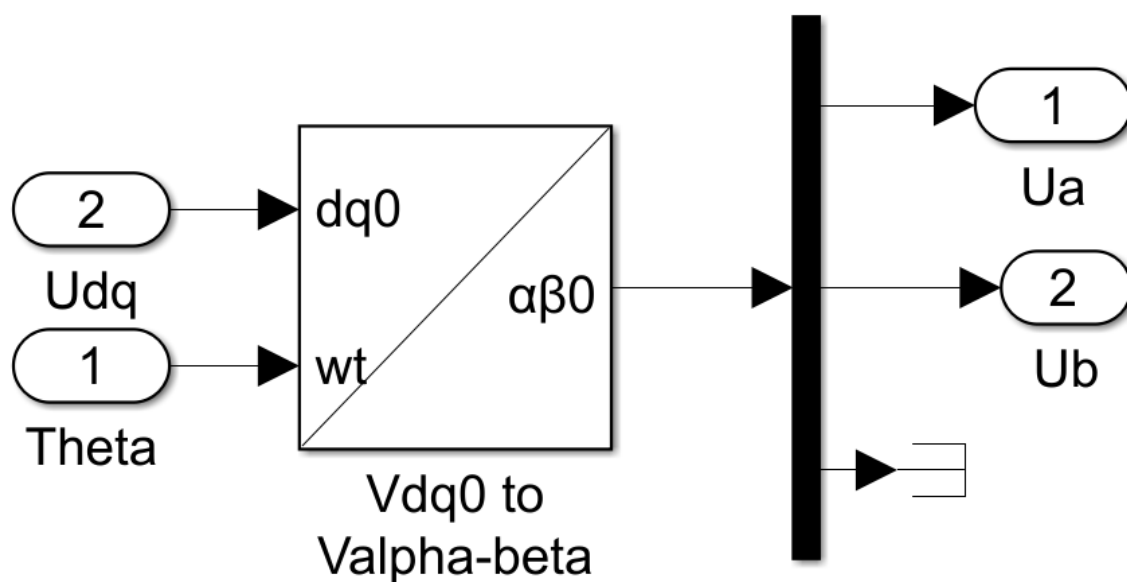 2
Udq
1
Theta
dq0
wt
αβ0
Vdq0 to
Valpha-beta
1
Ua
2
Ub